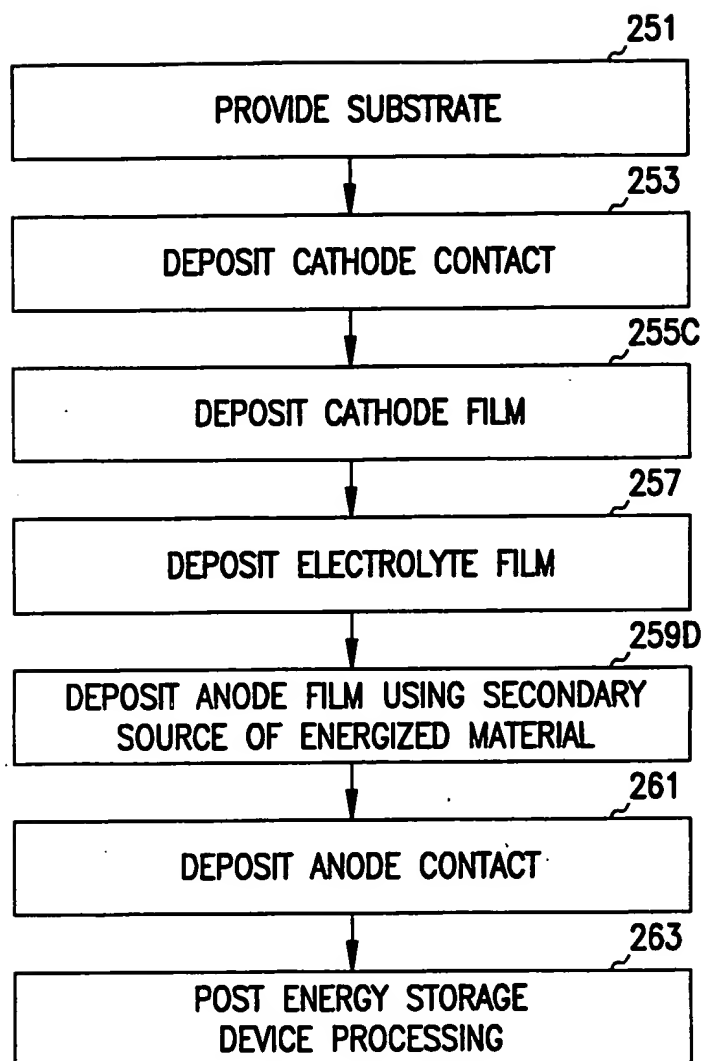 251
PROVIDE SUBSTRATE
253
DEPOSIT CATHODE CONTACT
255C
DEPOSIT CATHODE FILM
257
DEPOSIT ELECTROLYTE FILM
259D
DEPOSIT ANODE FILM USING SECONDARY
SOURCE OF ENERGIZED MATERIAL
261
DEPOSIT ANODE CONTACT
263
POST ENERGY STORAGE
DEVICE PROCESSING